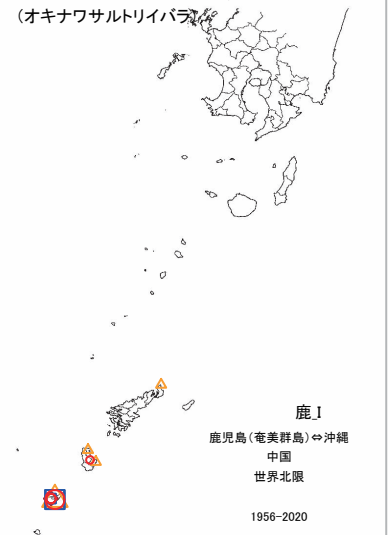 (オキナワサルトリイバラ)
鹿_I
鹿児島(奄美群島)⇔沖縄
中国
世界北限
1956-2020